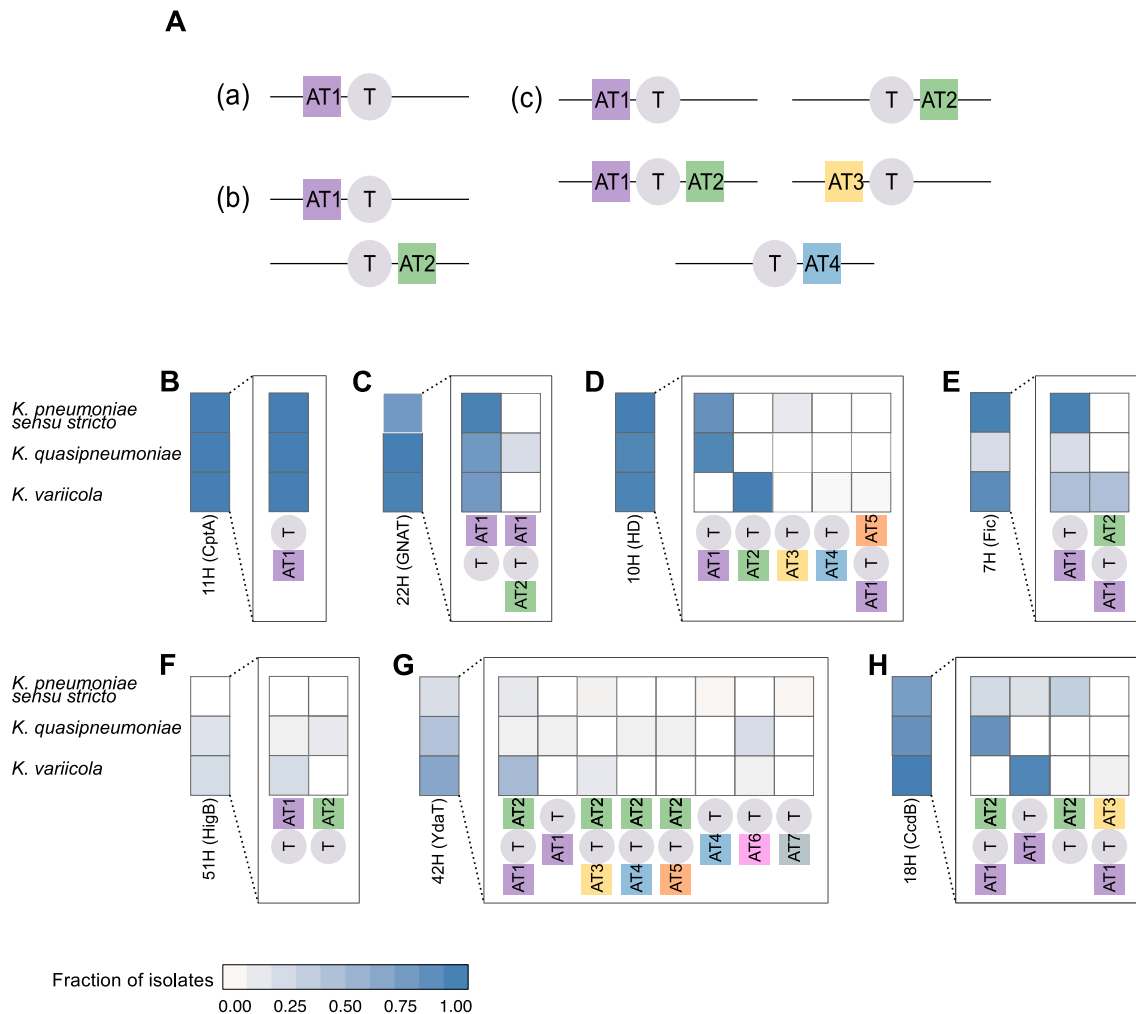 A
(a) AT1 T
(c) AT1 T T AT2
(b) AT1 T
AT1 T AT2 AT3 T
T AT2
T AT4
B C D E
K. pneumoniae
sensu stricto
K. quasipneumoniae
K. variicola
11H (CptA)
T
AT1
22H (GNAT)
AT1 AT1
T T
AT2
10H (HD)
T T T T AT5
AT1 AT2 AT3 AT4 T
AT1
7H (Fic)
T AT2
AT1 T
AT1
F G H
K. pneumoniae
sensu stricto
K. quasipneumoniae
K. variicola
51H (HigB)
AT1 AT2
T T
42H (YdaT)
AT2 T AT2 AT2 AT2 T T T
T AT1 T T T AT4 AT6 AT7
AT1 AT3 AT4 AT5
18H (CcdB)
AT2 T AT2 AT3
T AT1 T T
AT1 AT1
Fraction of isolates
0.00 0.25 0.50 0.75 1.00